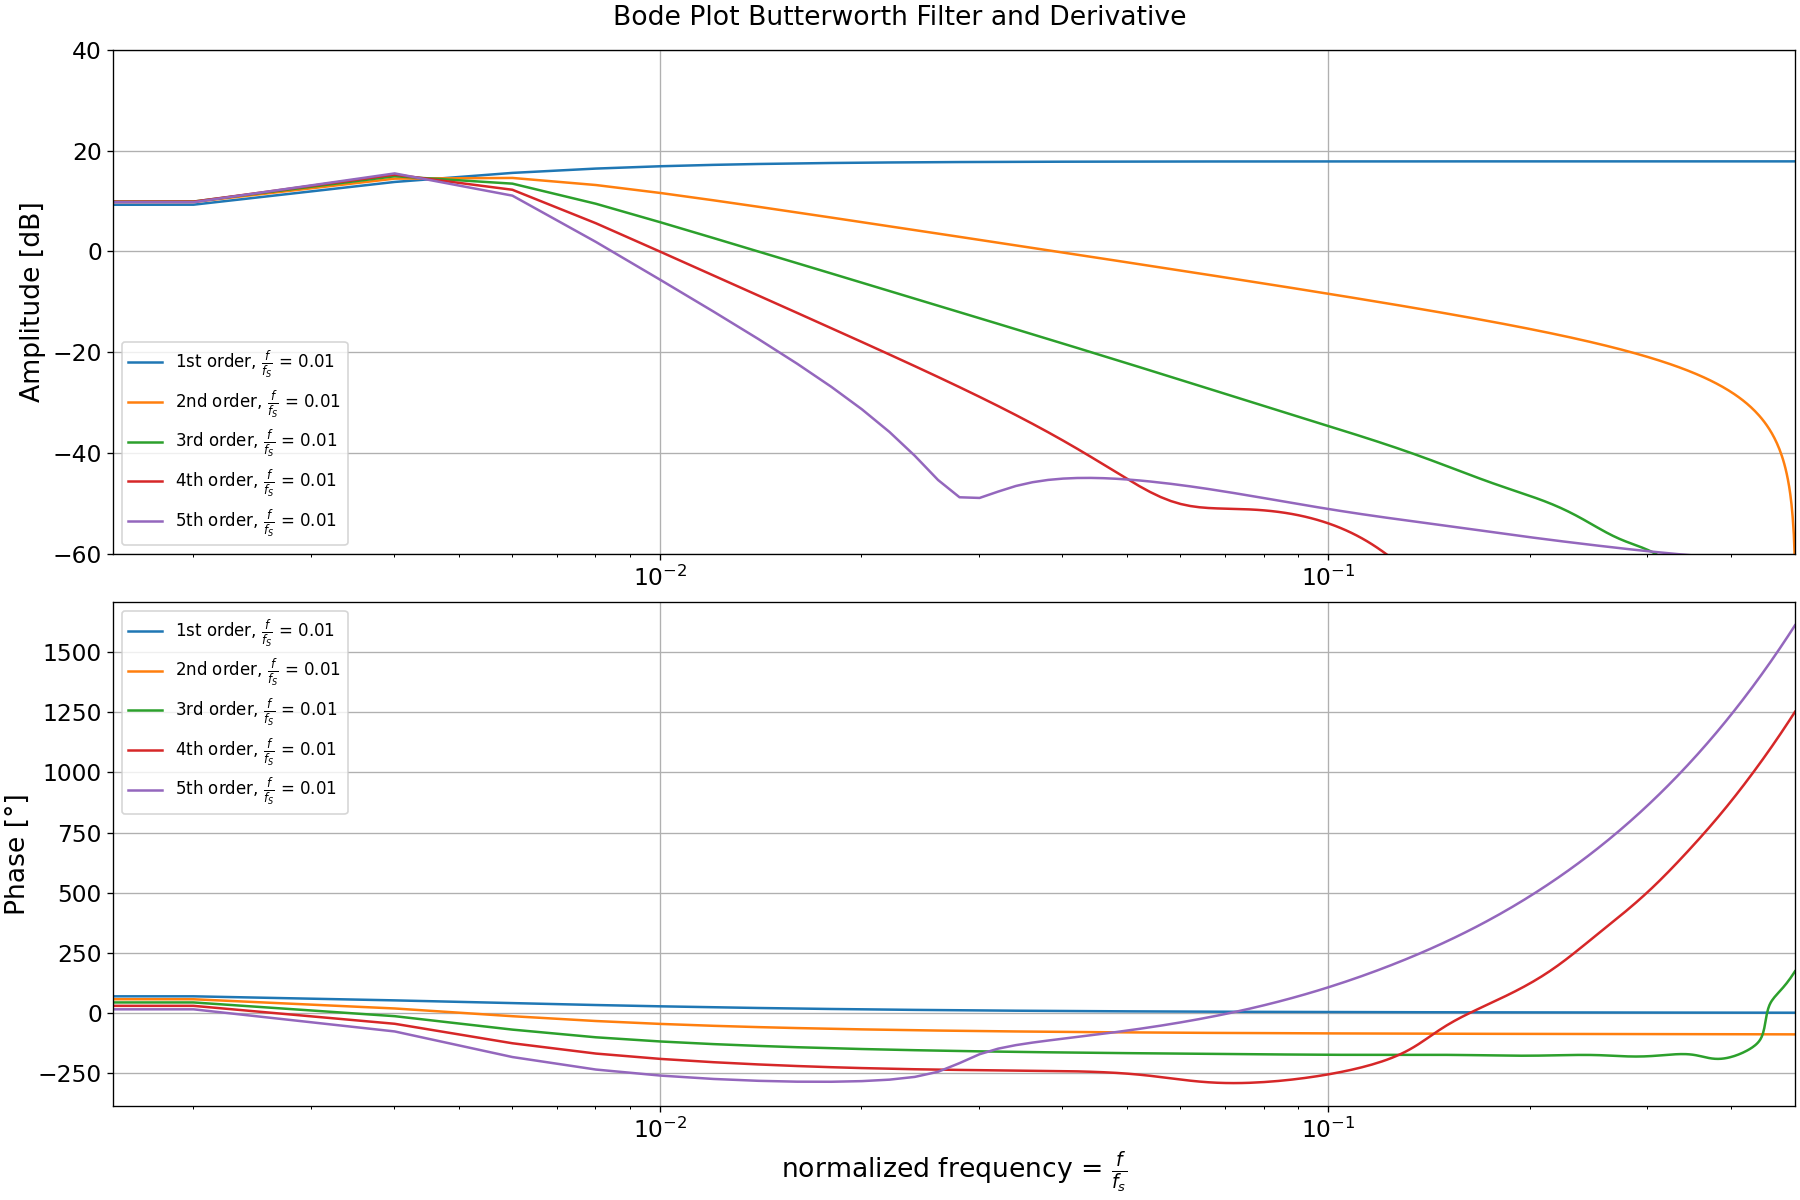 Bode Plot Butterworth Filter and Derivative
Amplitude [dB]
40
20
0
−20
−40
−60
1st order, f/fs = 0.01
2nd order, f/fs = 0.01
3rd order, f/fs = 0.01
4th order, f/fs = 0.01
5th order, f/fs = 0.01
10⁻² 10⁻¹
Phase [°]
1500
1250
1000
750
500
250
0
−250
1st order, f/fs = 0.01
2nd order, f/fs = 0.01
3rd order, f/fs = 0.01
4th order, f/fs = 0.01
5th order, f/fs = 0.01
10⁻² 10⁻¹
normalized frequency = f/fs